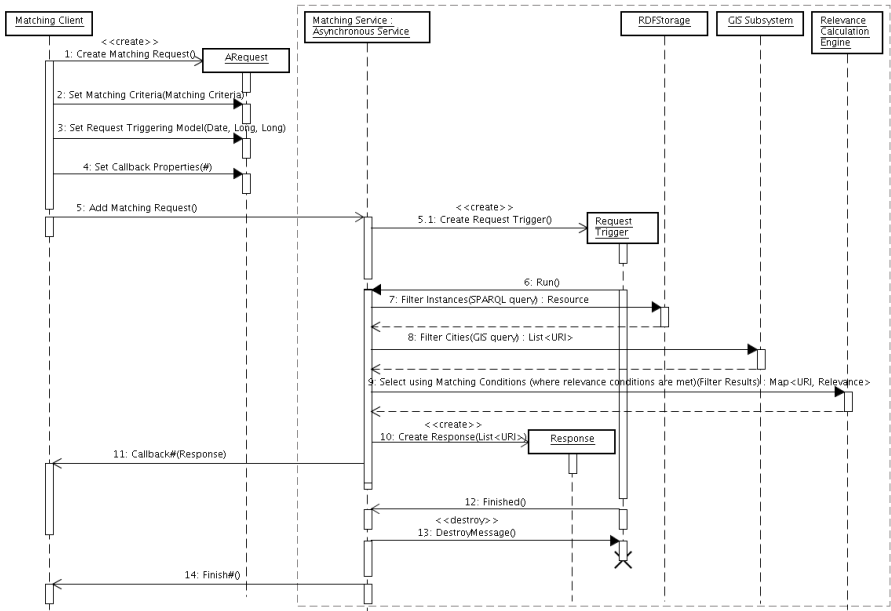 Matching Client
Matching Service :
Asynchronous Service
RDFStorage
GIS Subsystem
Relevance
Calculation
Engine
<<create>>
1: Create Matching Request()
ARequest
2: Set Matching Criteria(Matching Criteria)
3: Set Request Triggering Model(Date, Long, Long)
4: Set Callback Properties(#)
5: Add Matching Request()
<<create>>
5.1: Create Request Trigger()
Request
Trigger
6: Run()
7: Filter Instances(SPARQL query) : Resource
8: Filter Cities(GIS query) : List<URI>
9: Select using Matching Conditions (where relevance conditions are met)(Filter Results) : Map<URI, Relevance>
<<create>>
10: Create Response(List<URI>)
Response
11: Callback#(Response)
12: Finished()
<<destroy>>
13: DestroyMessage()
14: Finish#()